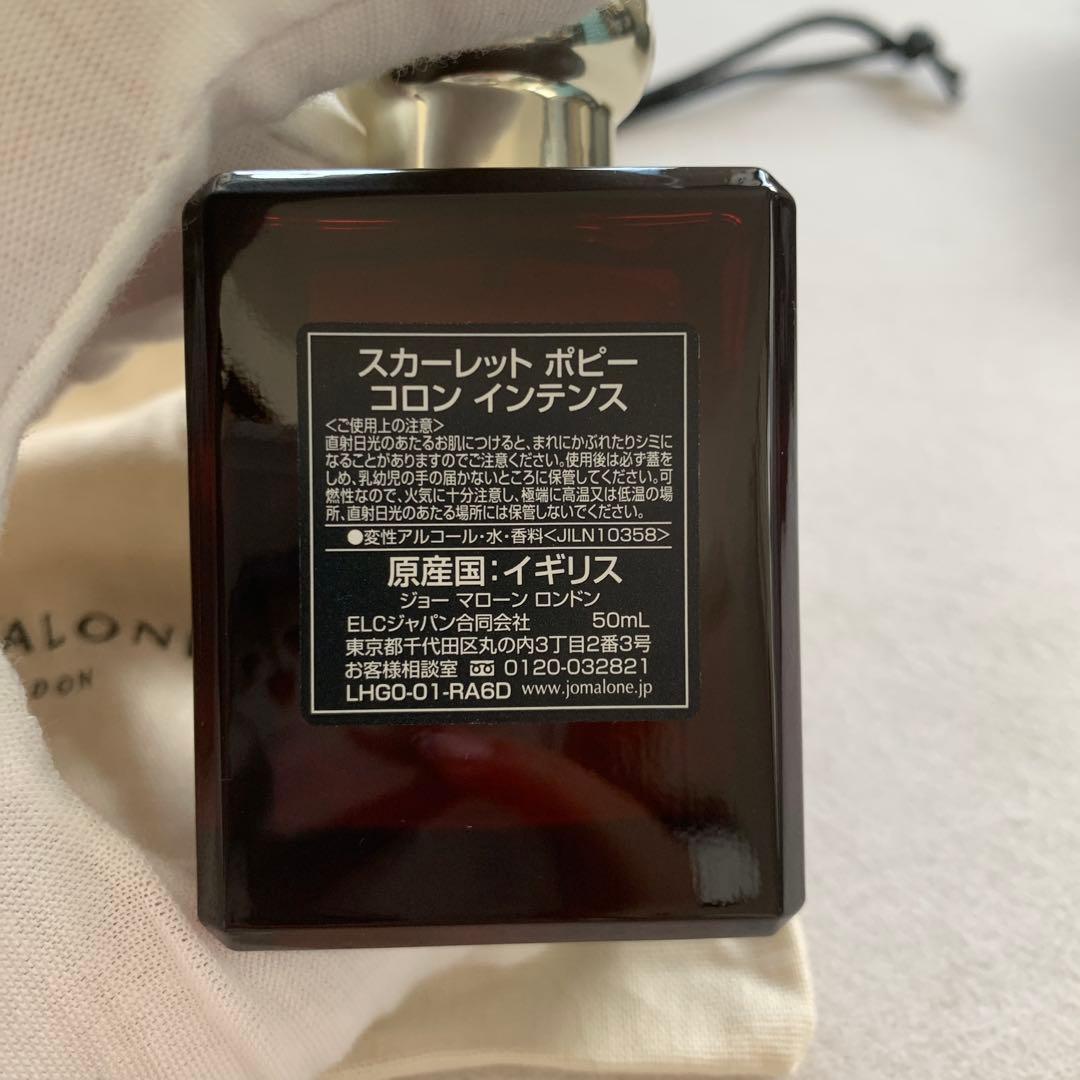 スカーレット ポピー
コロン インテンス
<ご使用上の注意>
直射日光のあたるお肌につけると、まれにかぶれたりシミに
なることがありますのでご注意ください。使用後は必ず蓋を
しめ、乳幼児の手の届かないところに保管してください。可
燃性なので、火気に十分注意し、極端に高温又は低温の場
所、直射日光のあたる場所には保管しないでください。
●変性アルコール・水・香料<JILN10358>
原産国:イギリス
ジョー マローン ロンドン
ELCジャパン合同会社 50mL
東京都千代田区丸の内3丁目2番3号
お客様相談室 0120-032821
LHG0-01-RA6D www.jomalone.jp
ALONE
DON